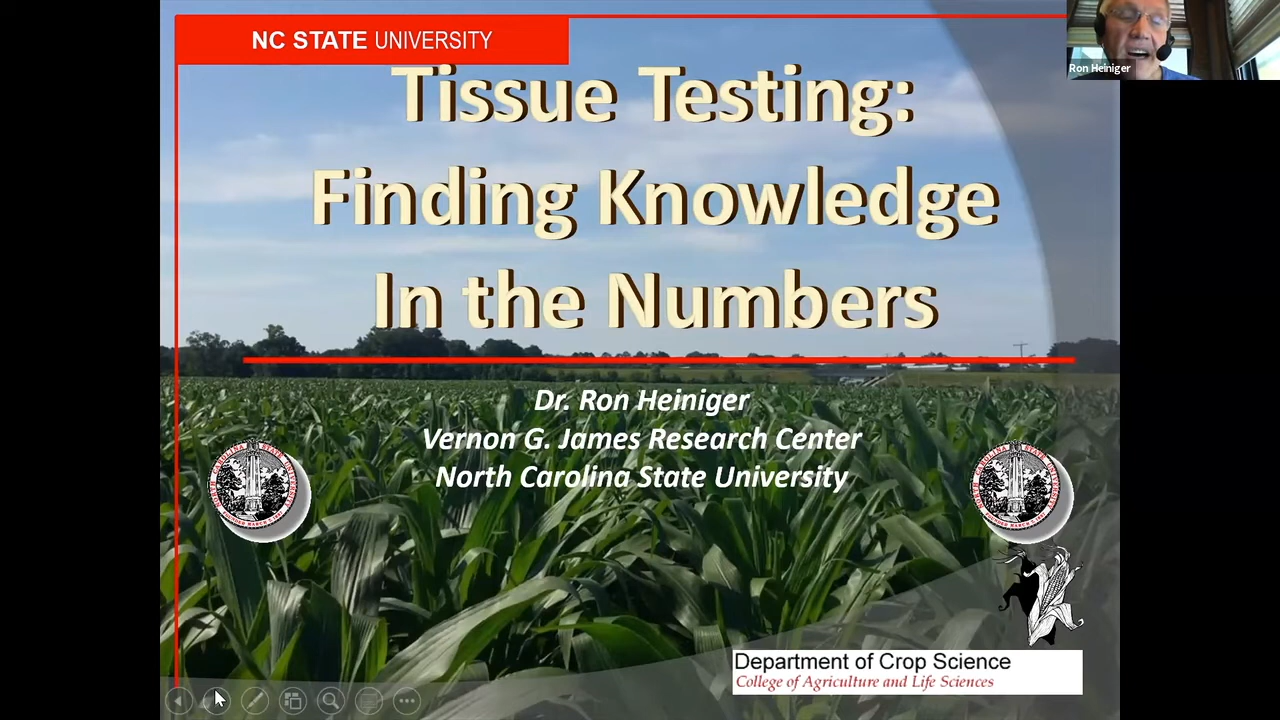 NC STATE UNIVERSITY
Ron Heiniger
Tissue Testing:
Finding Knowledge
In the Numbers
Dr. Ron Heiniger
Vernon G. James Research Center
North Carolina State University
Department of Crop Science
College of Agriculture and Life Sciences